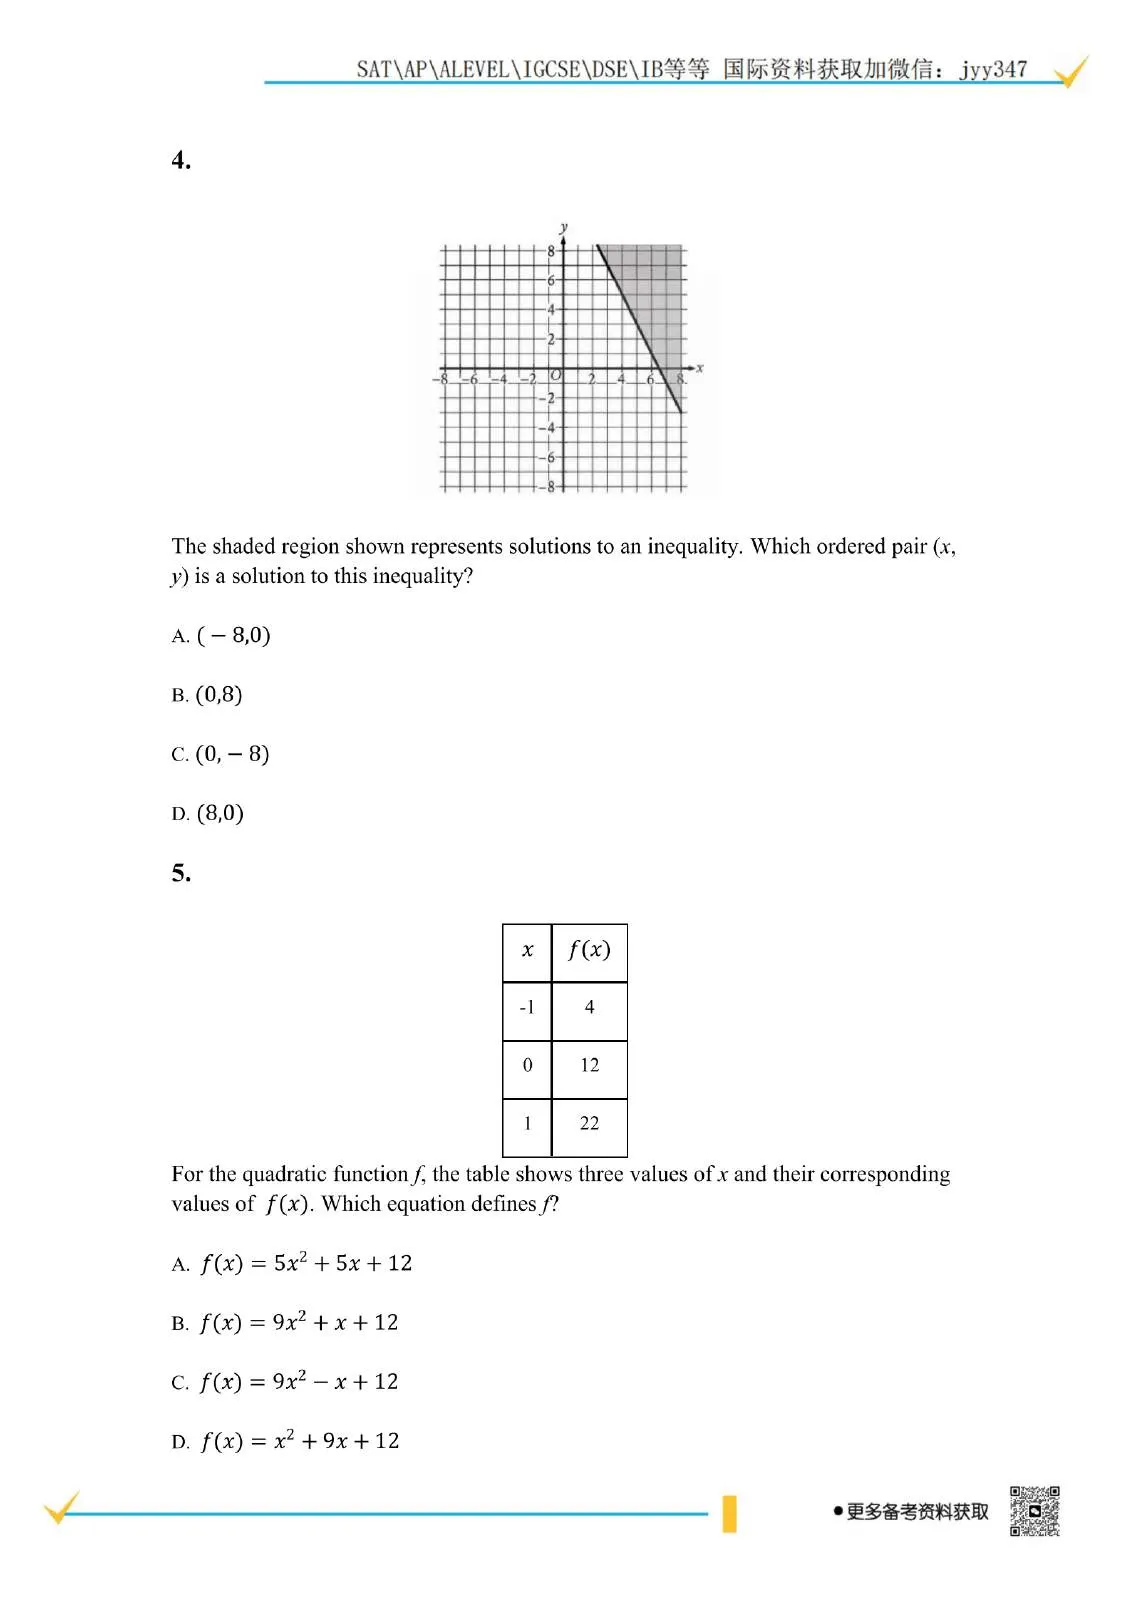 SAT\AP\ALEVEL\IGCSE\DSE\IB等等 国际资料获取加微信：jyy347
4.
y
8
6
4
2
-8 -6 -4 -2 O 2 4 6 8 x
-2
-4
-6
-8
The shaded region shown represents solutions to an inequality. Which ordered pair (x,
y) is a solution to this inequality?
A. (− 8,0)
B. (0,8)
C. (0, − 8)
D. (8,0)
5.
x f(x)
-1 4
0 12
1 22
For the quadratic function f, the table shows three values of x and their corresponding
values of f(x). Which equation defines f?
A. f(x) = 5x² + 5x + 12
B. f(x) = 9x² + x + 12
C. f(x) = 9x² − x + 12
D. f(x) = x² + 9x + 12
●更多备考资料获取